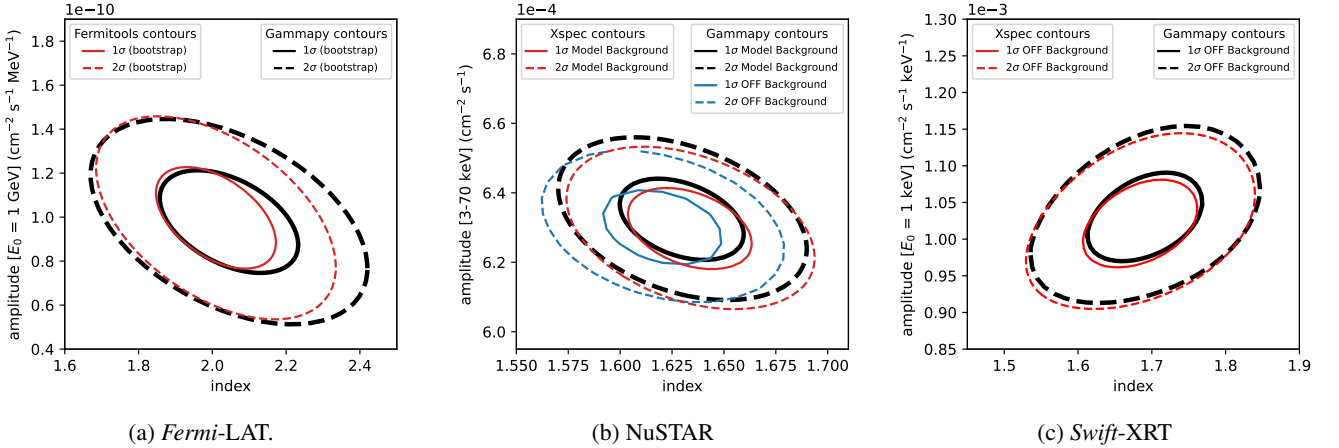 1e−10
Fermitools contours
1σ (bootstrap)
2σ (bootstrap)
Gammapy contours
1σ (bootstrap)
2σ (bootstrap)
amplitude [E₀ = 1 GeV] (cm⁻² s⁻¹ MeV⁻¹)
1.8
1.6
1.4
1.2
1.0
0.8
0.6
0.4
1.6
1.8
2.0
2.2
2.4
index
(a) Fermi-LAT.
1e−4
Xspec contours
1σ Model Background
2σ Model Background
Gammapy contours
1σ Model Background
2σ Model Background
1σ OFF Background
2σ OFF Background
amplitude [3-70 keV] (cm⁻² s⁻¹)
6.8
6.6
6.4
6.2
6.0
1.550
1.575
1.600
1.625
1.650
1.675
1.700
index
(b) NuSTAR
1e−3
Xspec contours
1σ OFF Background
2σ OFF Background
Gammapy contours
1σ OFF Background
2σ OFF Background
amplitude [E₀ = 1 keV] (cm⁻² s⁻¹ keV⁻¹)
1.30
1.25
1.20
1.15
1.10
1.05
1.00
0.95
0.90
0.85
1.5
1.6
1.7
1.8
1.9
index
(c) Swift-XRT